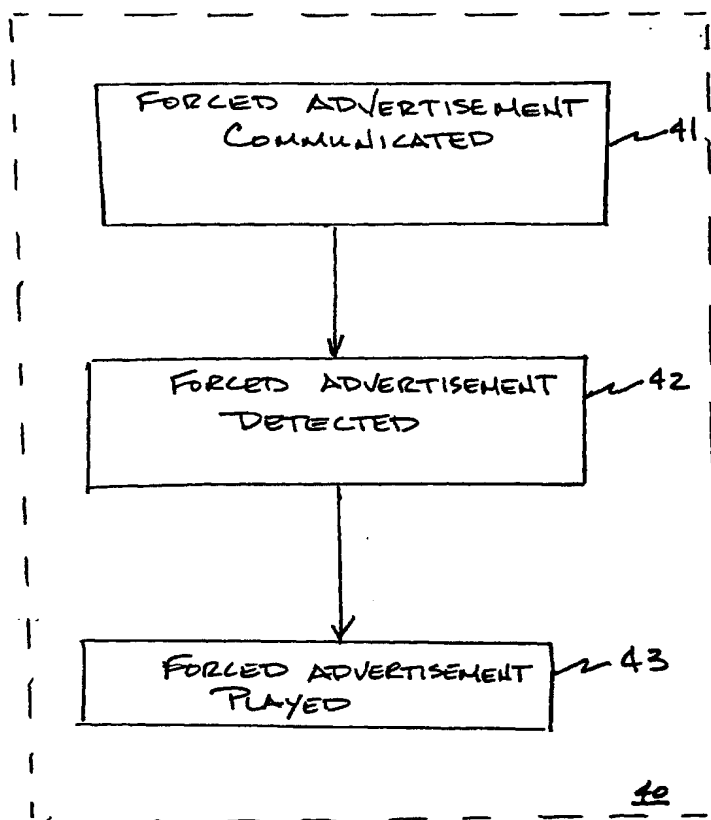 FORCED ADVERTISEMENT
COMMUNICATED
41
FORCED ADVERTISEMENT
DETECTED
42
FORCED ADVERTISEMENT
PLAYED
43
40